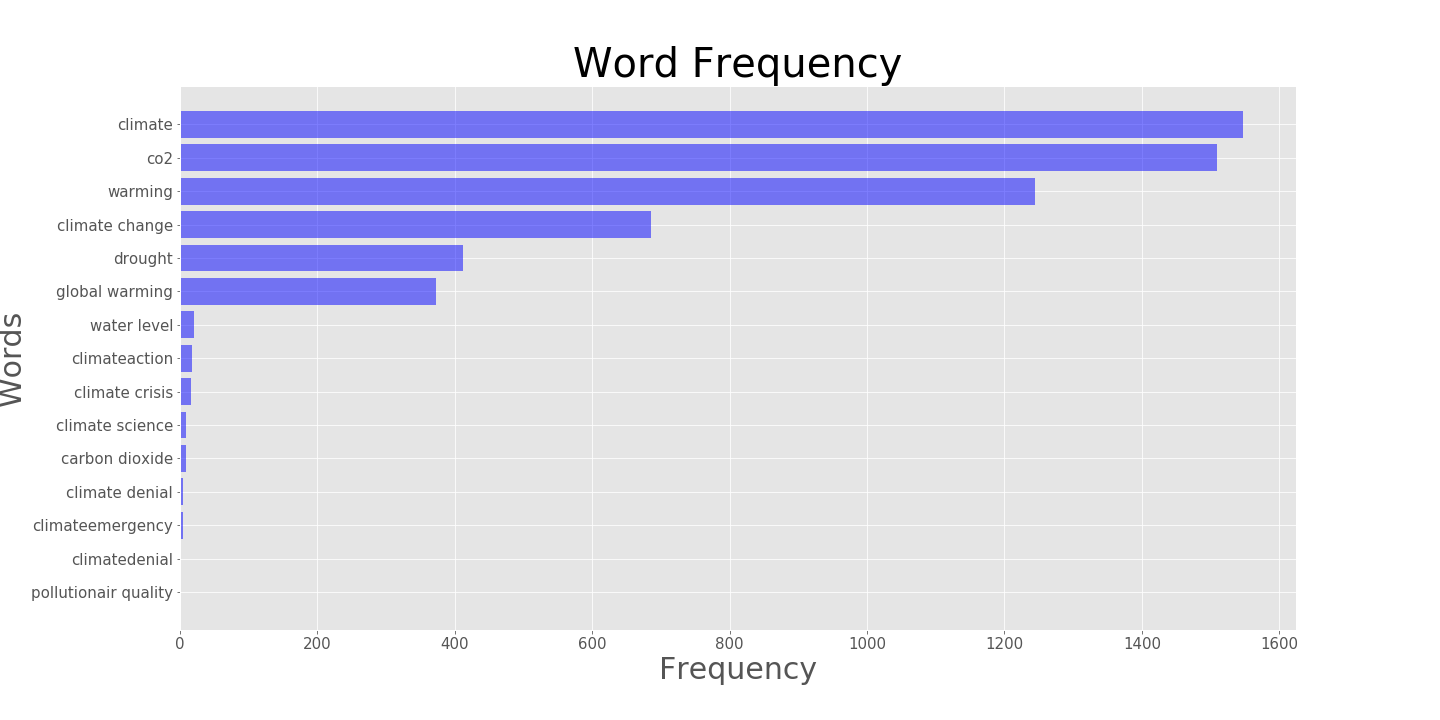 Word Frequency
Words
climate
co2
warming
climate change
drought
global warming
water level
climateaction
climate crisis
climate science
carbon dioxide
climate denial
climateemergency
climatedenial
pollutionair quality
0 200 400 600 800 1000 1200 1400 1600
Frequency